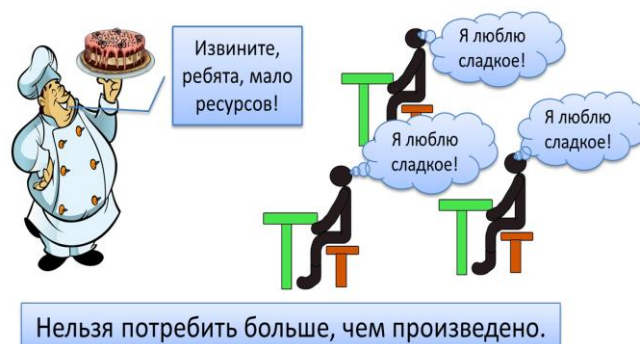 Извините,
ребята, мало
ресурсов!
Я люблю
сладкое!
Я люблю
сладкое!
Я люблю
сладкое!
Нельзя потребить больше, чем произведено.